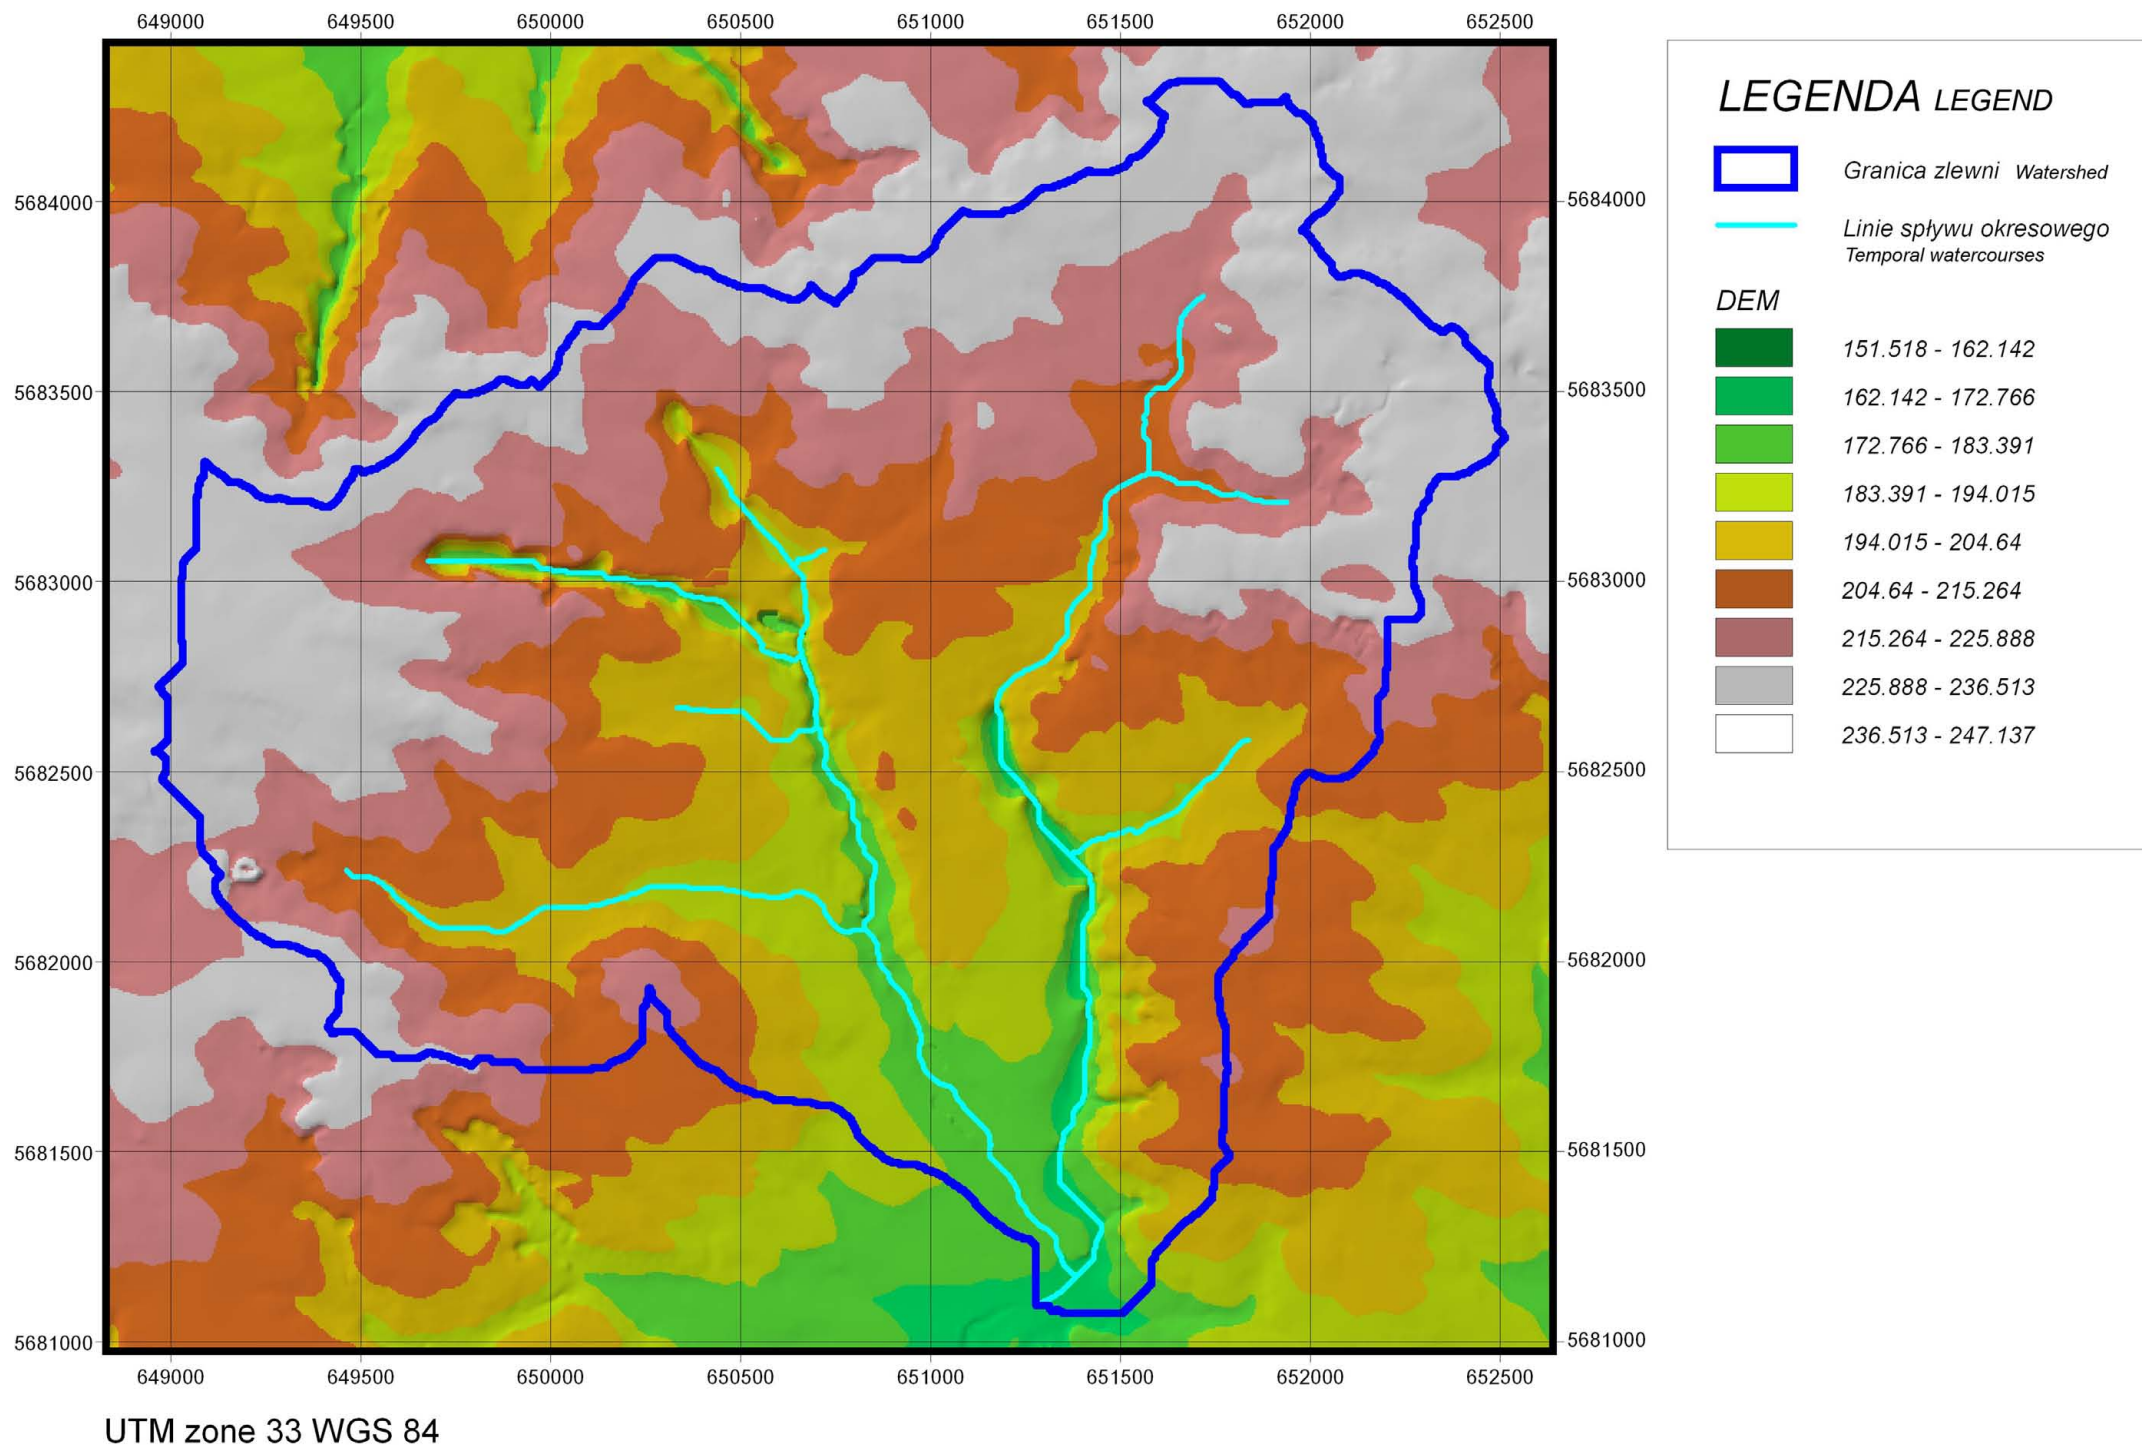 649000 649500 650000 650500 651000 651500 652000 652500
5684000 5684000
5683500 5683500
5683000 5683000
5682500 5682500
5682000 5682000
5681500 5681500
5681000 5681000
649000 649500 650000 650500 651000 651500 652000 652500
UTM zone 33 WGS 84
LEGENDA LEGEND
Granica zlewni Watershed
Linie spływu okresowego
Temporal watercourses
DEM
151.518 - 162.142
162.142 - 172.766
172.766 - 183.391
183.391 - 194.015
194.015 - 204.64
204.64 - 215.264
215.264 - 225.888
225.888 - 236.513
236.513 - 247.137